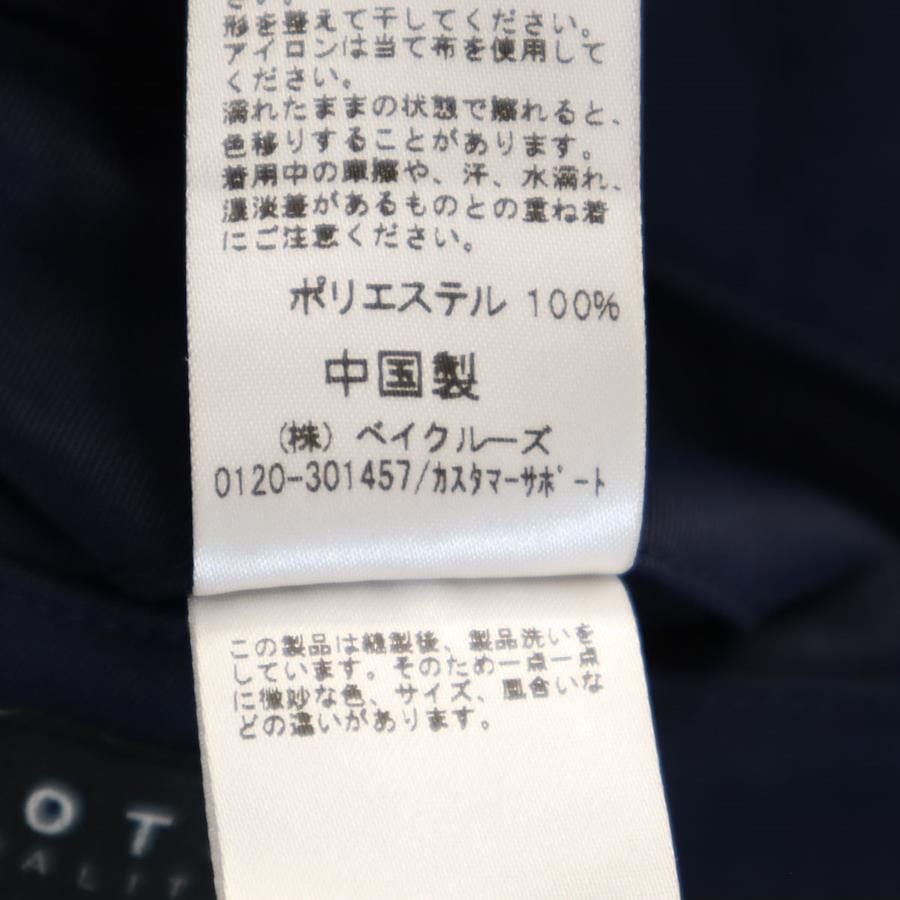 さい。
形を整えて干してください。
アイロンは当て布を使用して
ください。
濡れたままの状態で擦れると、
色移りすることがあります。
着用中の摩擦や、汗、水濡れ、
濃淡差があるものとの重ね着
にご注意ください。
ポリエステル 100%
中国製
(株) ベイクルーズ
0120-301457/カスタマーサポート
この製品は縫製後、製品洗いを
しています。そのため一点一点
に微妙な色、サイズ、風合いな
どの違いがあります。
OT
ALIT